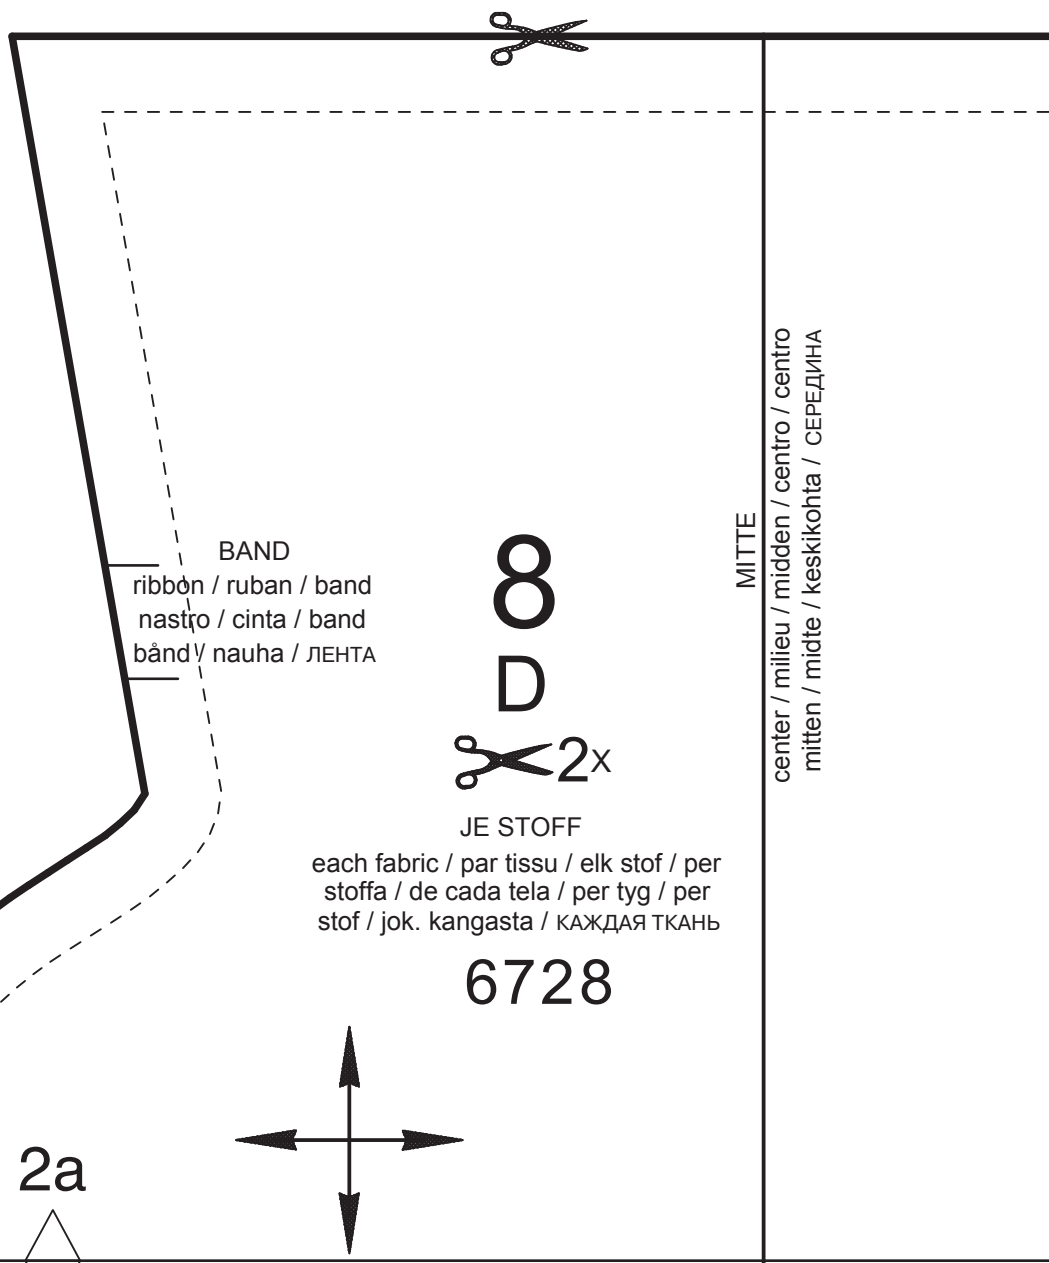 BAND
ribbon / ruban / band
nastro / cinta / band
bånd / nauha / ЛЕНТА
8
D
2x
JE STOFF
each fabric / par tissu / elk stof / per
stoffa / de cada tela / per tyg / per
stof / jok. kangasta / КАЖДАЯ ТКАНЬ
6728
MITTE
center / milieu / midden / centro / centro
mitten / midte / keskikohta / СЕРЕДИНА
2a